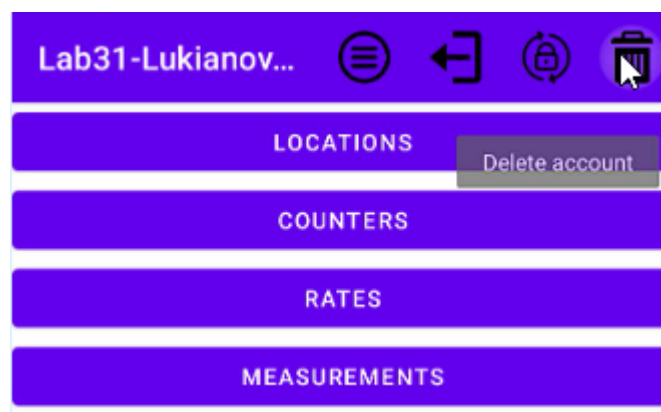 Lab31-Lukianov...
LOCATIONS
Delete account
COUNTERS
RATES
MEASUREMENTS